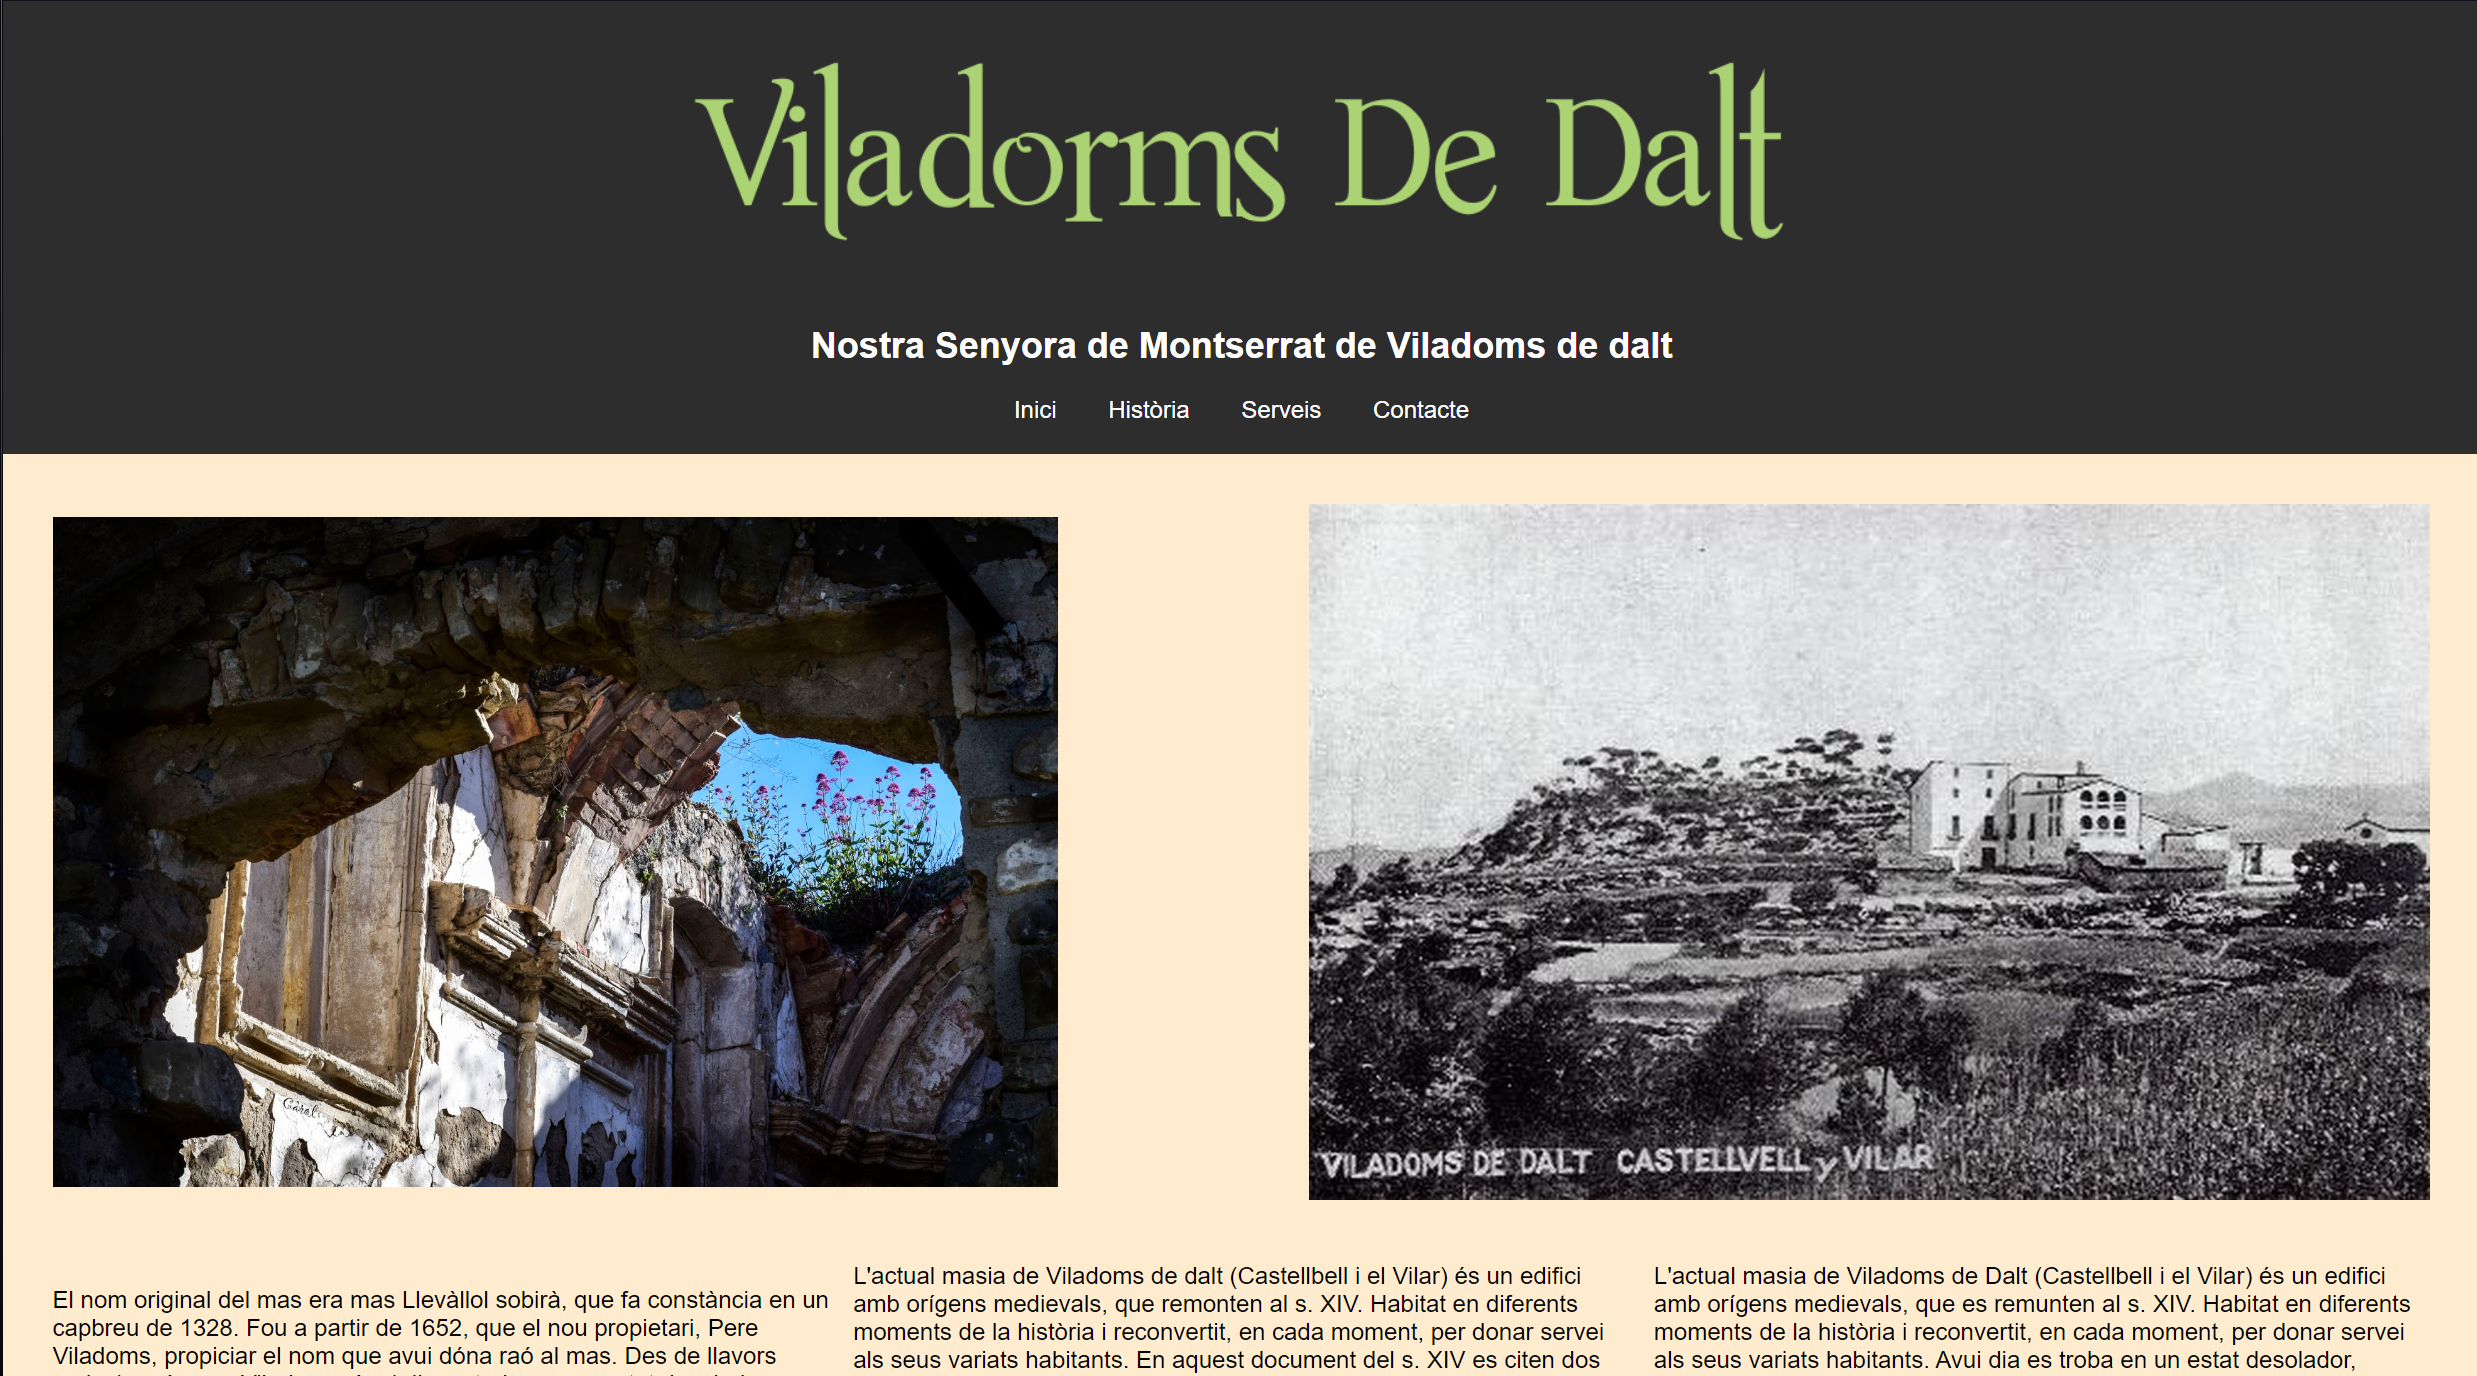 Viladorms De Dalt
Nostra Senyora de Montserrat de Viladoms de dalt
Inici Història Serveis Contacte
Carol
VILADOMS DE DALT CASTELLVELL y VILAR
El nom original del mas era mas Llevàllol sobirà, que fa constància en un
capbreu de 1328. Fou a partir de 1652, que el nou propietari, Pere
Viladoms, propiciar el nom que avui dóna raó al mas. Des de llavors
L'actual masia de Viladoms de dalt (Castellbell i el Vilar) és un edifici
amb orígens medievals, que remonten al s. XIV. Habitat en diferents
moments de la història i reconvertit, en cada moment, per donar servei
als seus variats habitants. En aquest document del s. XIV es citen dos
L'actual masia de Viladoms de Dalt (Castellbell i el Vilar) és un edifici
amb orígens medievals, que es remunten al s. XIV. Habitat en diferents
moments de la història i reconvertit, en cada moment, per donar servei
als seus variats habitants. Avui dia es troba en un estat desolador,